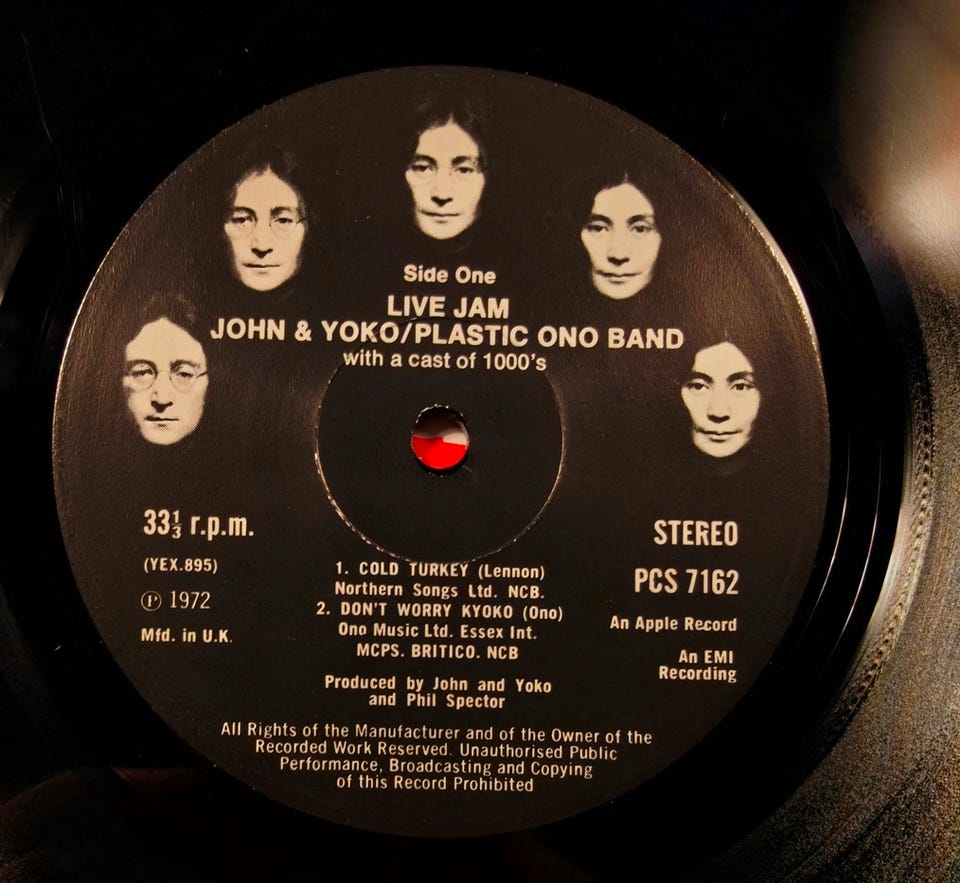 Side One
LIVE JAM
JOHN & YOKO/PLASTIC ONO BAND
with a cast of 1000's
33⅓ r.p.m.
(YEX.895)
Ⓟ 1972
Mfd. in U.K.
STEREO
PCS 7162
An Apple Record
An EMI
Recording
1. COLD TURKEY (Lennon)
Northern Songs Ltd. NCB.
2. DON'T WORRY KYOKO (Ono)
Ono Music Ltd. Essex Int.
MCPS. BRITICO. NCB
Produced by John and Yoko
and Phil Spector
All Rights of the Manufacturer and of the Owner of the
Recorded Work Reserved. Unauthorised Public
Performance, Broadcasting and Copying
of this Record Prohibited